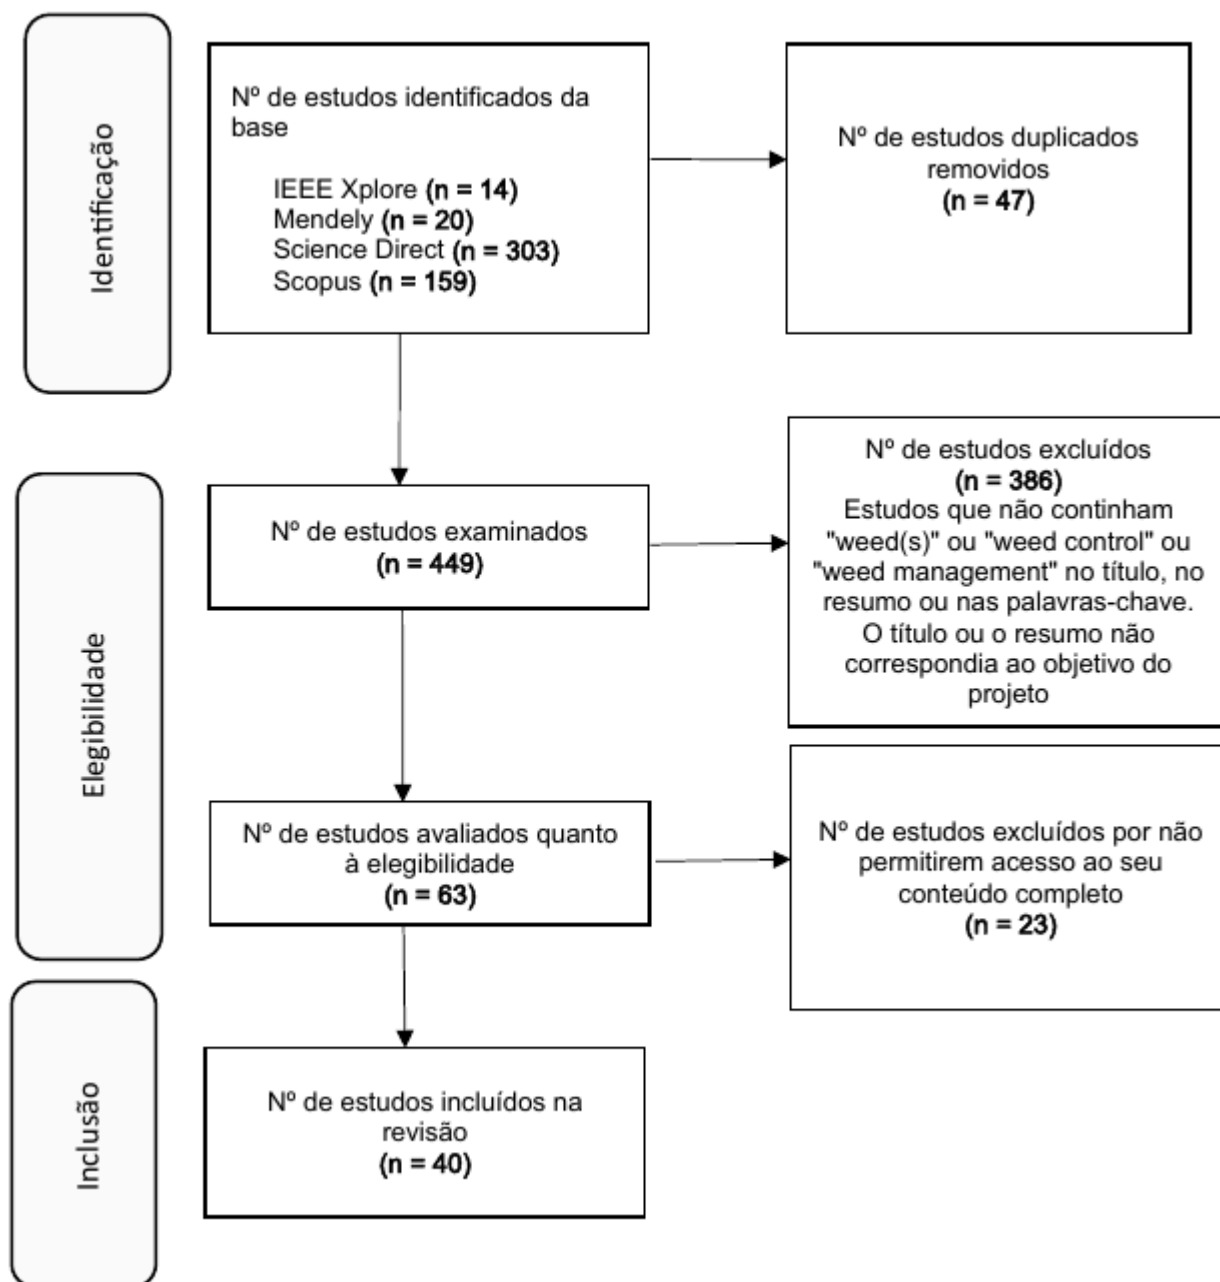 Identificação
Nº de estudos identificados da
base
IEEE Xplore (n = 14)
Mendely (n = 20)
Science Direct (n = 303)
Scopus (n = 159)
Nº de estudos duplicados
removidos
(n = 47)
Elegibilidade
Nº de estudos examinados
(n = 449)
Nº de estudos excluídos
(n = 386)
Estudos que não continham
"weed(s)" ou "weed control" ou
"weed management" no título, no
resumo ou nas palavras-chave.
O título ou o resumo não
correspondia ao objetivo do
projeto
Nº de estudos avaliados quanto
à elegibilidade
(n = 63)
Nº de estudos excluídos por não
permitirem acesso ao seu
conteúdo completo
(n = 23)
Inclusão
Nº de estudos incluídos na
revisão
(n = 40)